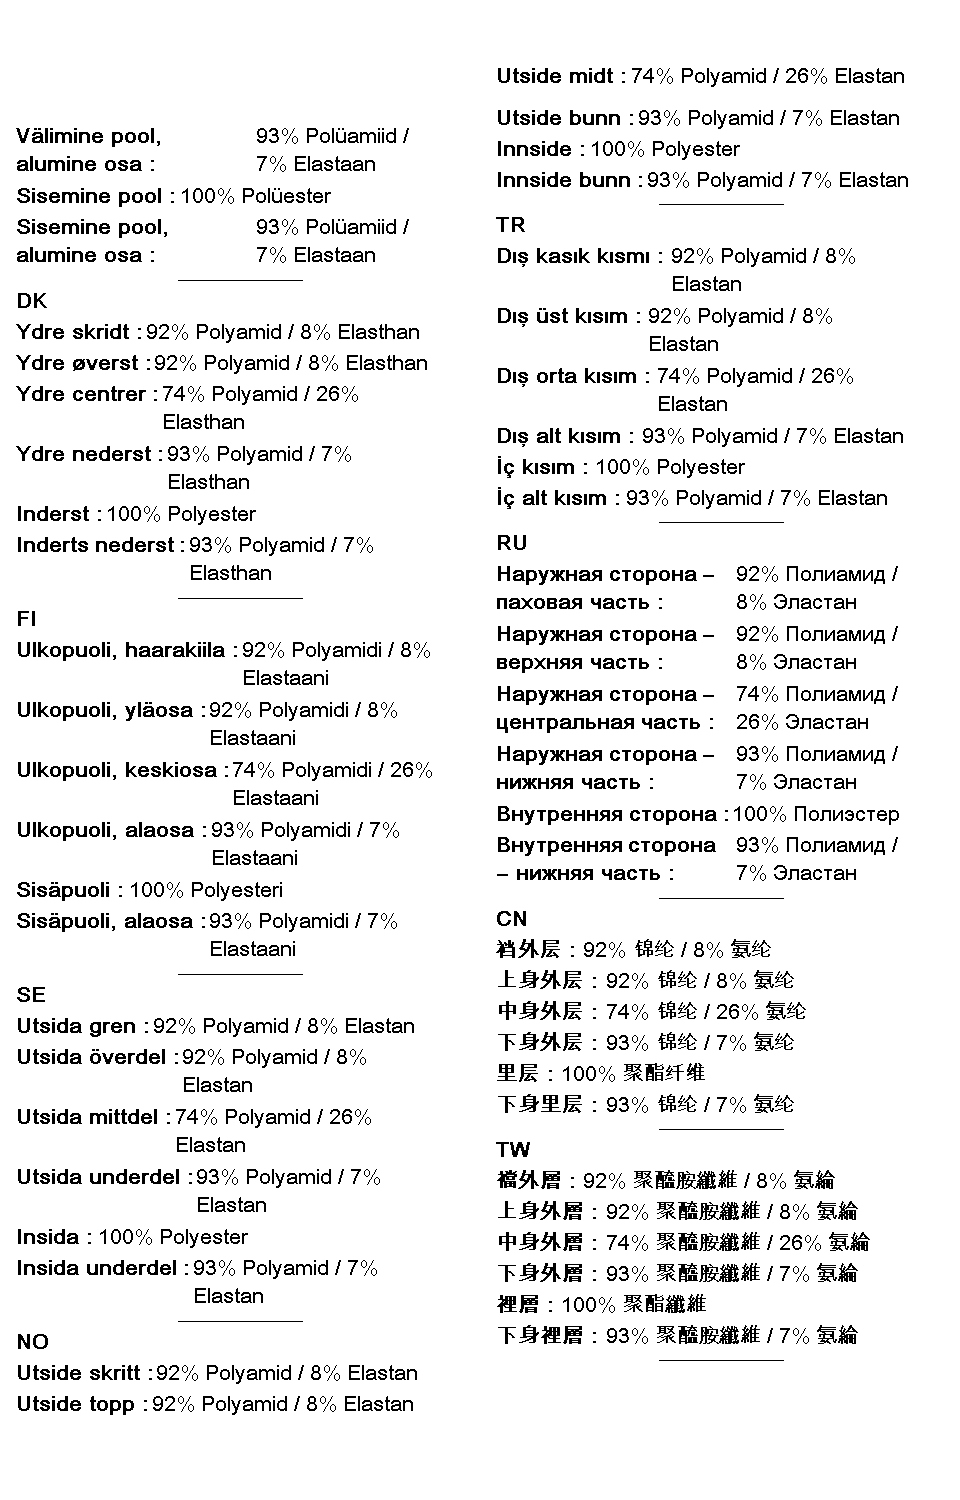 Välimine pool, 93% Polüamiid /
alumine osa : 7% Elastaan
Sisemine pool : 100% Polüester
Sisemine pool, 93% Polüamiid /
alumine osa : 7% Elastaan
DK
Ydre skridt : 92% Polyamid / 8% Elasthan
Ydre øverst : 92% Polyamid / 8% Elasthan
Ydre centrer : 74% Polyamid / 26%
Elasthan
Ydre nederst : 93% Polyamid / 7%
Elasthan
Inderst : 100% Polyester
Inderts nederst : 93% Polyamid / 7%
Elasthan
FI
Ulkopuoli, haarakiila : 92% Polyamidi / 8%
Elastaani
Ulkopuoli, yläosa : 92% Polyamidi / 8%
Elastaani
Ulkopuoli, keskiosa : 74% Polyamidi / 26%
Elastaani
Ulkopuoli, alaosa : 93% Polyamidi / 7%
Elastaani
Sisäpuoli : 100% Polyesteri
Sisäpuoli, alaosa : 93% Polyamidi / 7%
Elastaani
SE
Utsida gren : 92% Polyamid / 8% Elastan
Utsida överdel : 92% Polyamid / 8%
Elastan
Utsida mittdel : 74% Polyamid / 26%
Elastan
Utsida underdel : 93% Polyamid / 7%
Elastan
Insida : 100% Polyester
Insida underdel : 93% Polyamid / 7%
Elastan
NO
Utside skritt : 92% Polyamid / 8% Elastan
Utside topp : 92% Polyamid / 8% Elastan
Utside midt : 74% Polyamid / 26% Elastan
Utside bunn : 93% Polyamid / 7% Elastan
Innside : 100% Polyester
Innside bunn : 93% Polyamid / 7% Elastan
TR
Dış kasık kısmı : 92% Polyamid / 8%
Elastan
Dış üst kısım : 92% Polyamid / 8%
Elastan
Dış orta kısım : 74% Polyamid / 26%
Elastan
Dış alt kısım : 93% Polyamid / 7% Elastan
İç kısım : 100% Polyester
İç alt kısım : 93% Polyamid / 7% Elastan
RU
Наружная сторона – 92% Полиамид /
паховая часть : 8% Эластан
Наружная сторона – 92% Полиамид /
верхняя часть : 8% Эластан
Наружная сторона – 74% Полиамид /
центральная часть : 26% Эластан
Наружная сторона – 93% Полиамид /
нижняя часть : 7% Эластан
Внутренняя сторона : 100% Полиэстер
Внутренняя сторона 93% Полиамид /
– нижняя часть : 7% Эластан
CN
裆外层 : 92% 锦纶 / 8% 氨纶
上身外层 : 92% 锦纶 / 8% 氨纶
中身外层 : 74% 锦纶 / 26% 氨纶
下身外层 : 93% 锦纶 / 7% 氨纶
里层 : 100% 聚酯纤维
下身里层 : 93% 锦纶 / 7% 氨纶
TW
襠外層 : 92% 聚醯胺纖維 / 8% 氨綸
上身外層 : 92% 聚醯胺纖維 / 8% 氨綸
中身外層 : 74% 聚醯胺纖維 / 26% 氨綸
下身外層 : 93% 聚醯胺纖維 / 7% 氨綸
裡層 : 100% 聚酯纖維
下身裡層 : 93% 聚醯胺纖維 / 7% 氨綸